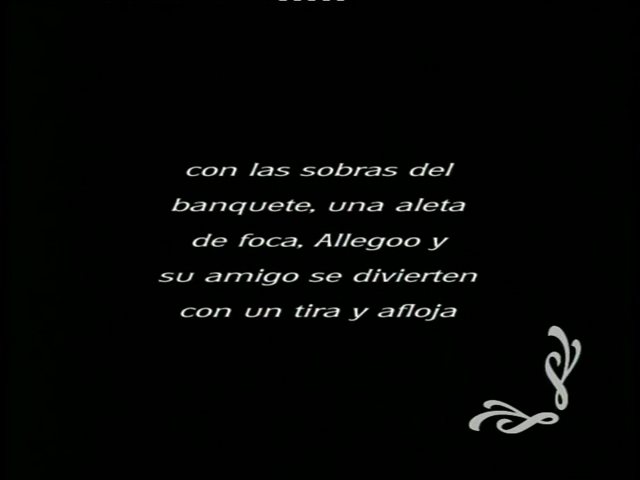 con las sobras del
banquete, una aleta
de foca, Allegoo y
su amigo se divierten
con un tira y afloja